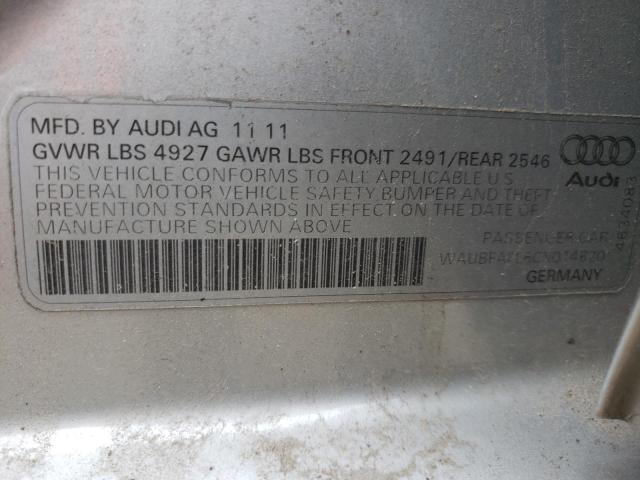 MFD. BY AUDI AG 11 11
GVWR LBS 4927 GAWR LBS FRONT 2491/REAR 2546
THIS VEHICLE CONFORMS TO ALL APPLICABLE U S
FEDERAL MOTOR VEHICLE SAFETY BUMPER AND THEFT
PREVENTION STANDARDS IN EFFECT ON THE DATE OF
MANUFACTURE SHOWN ABOVE
Audi
PASSENGER CAR
GERMANY